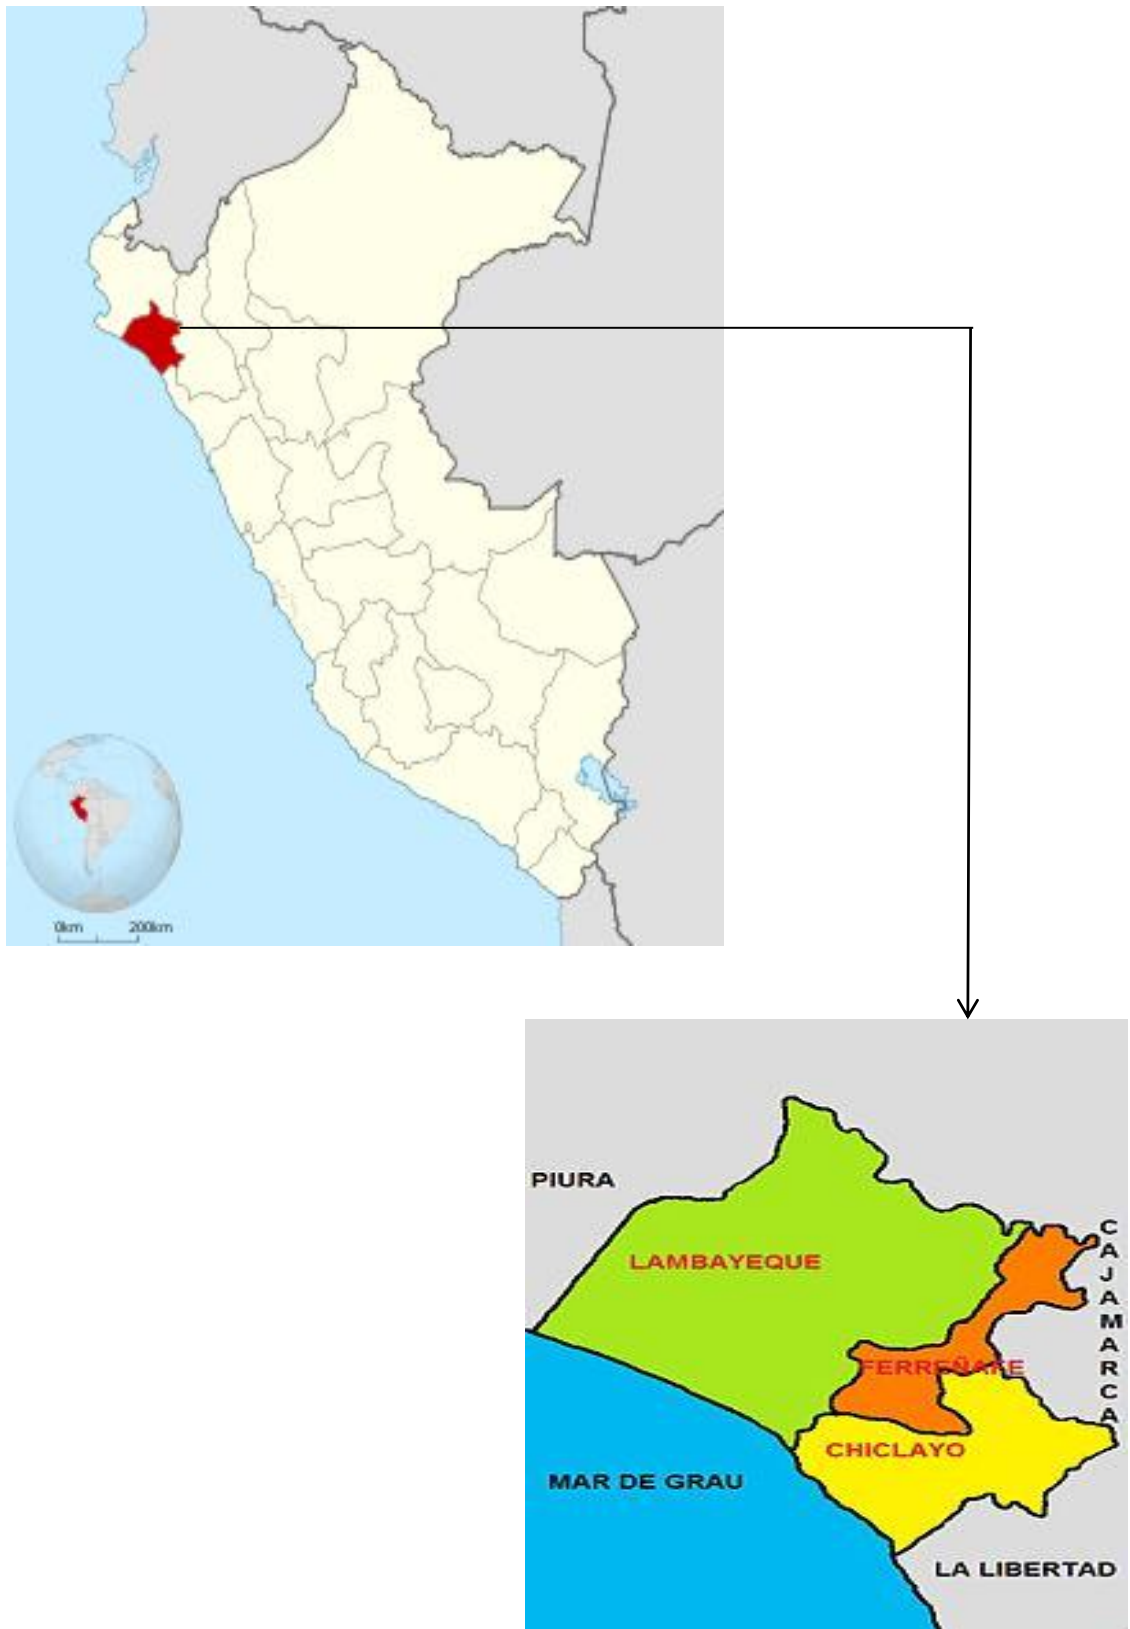 0km 200km
PIURA
LAMBAYEQUE
CAJAMARCA
FERREÑAFE
CHICLAYO
MAR DE GRAU
LA LIBERTAD